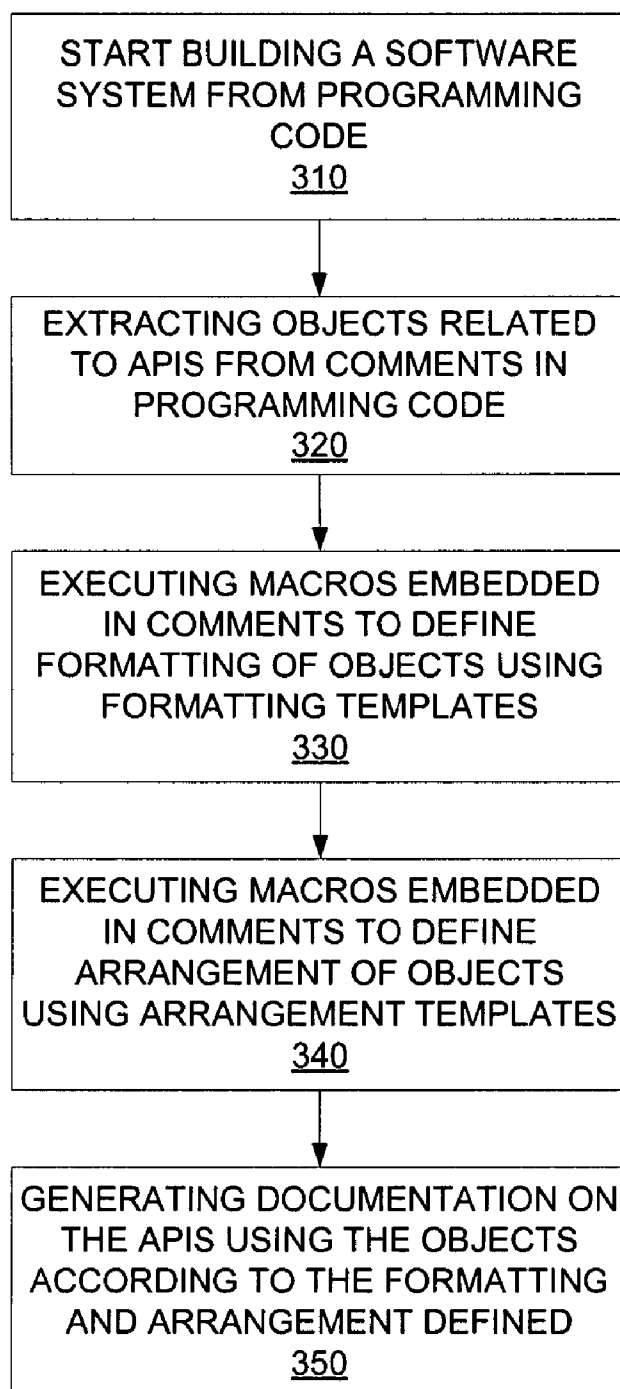 START BUILDING A SOFTWARE
SYSTEM FROM PROGRAMMING
CODE
310
EXTRACTING OBJECTS RELATED
TO APIS FROM COMMENTS IN
PROGRAMMING CODE
320
EXECUTING MACROS EMBEDDED
IN COMMENTS TO DEFINE
FORMATTING OF OBJECTS USING
FORMATTING TEMPLATES
330
EXECUTING MACROS EMBEDDED
IN COMMENTS TO DEFINE
ARRANGEMENT OF OBJECTS
USING ARRANGEMENT TEMPLATES
340
GENERATING DOCUMENTATION ON
THE APIS USING THE OBJECTS
ACCORDING TO THE FORMATTING
AND ARRANGEMENT DEFINED
350